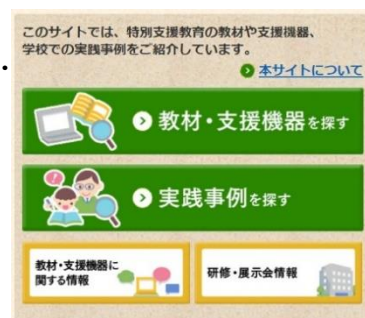 このサイトでは、特別支援教育の教材や支援機器、
学校での実践事例をご紹介しています。
本サイトについて
教材・支援機器を探す
実践事例を探す
教材・支援機器に
関する情報
研修・展示会情報